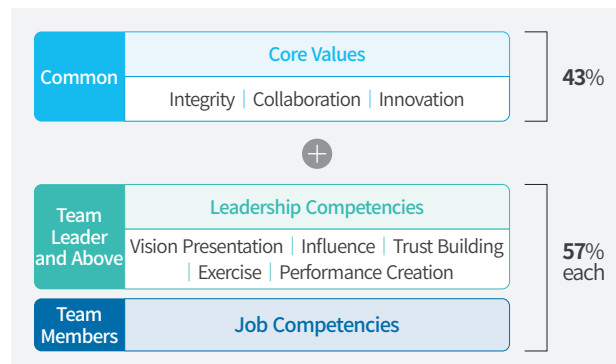 Common
Core Values
Integrity | Collaboration | Innovation
43%
+
Team
Leader
and Above
Leadership Competencies
Vision Presentation | Influence | Trust Building
| Exercise | Performance Creation
57%
each
Team
Members
Job Competencies